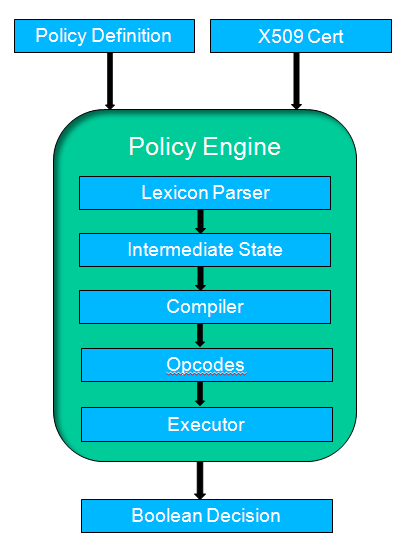 Policy Definition
X509 Cert
Policy Engine
Lexicon Parser
Intermediate State
Compiler
Opcodes
Executor
Boolean Decision